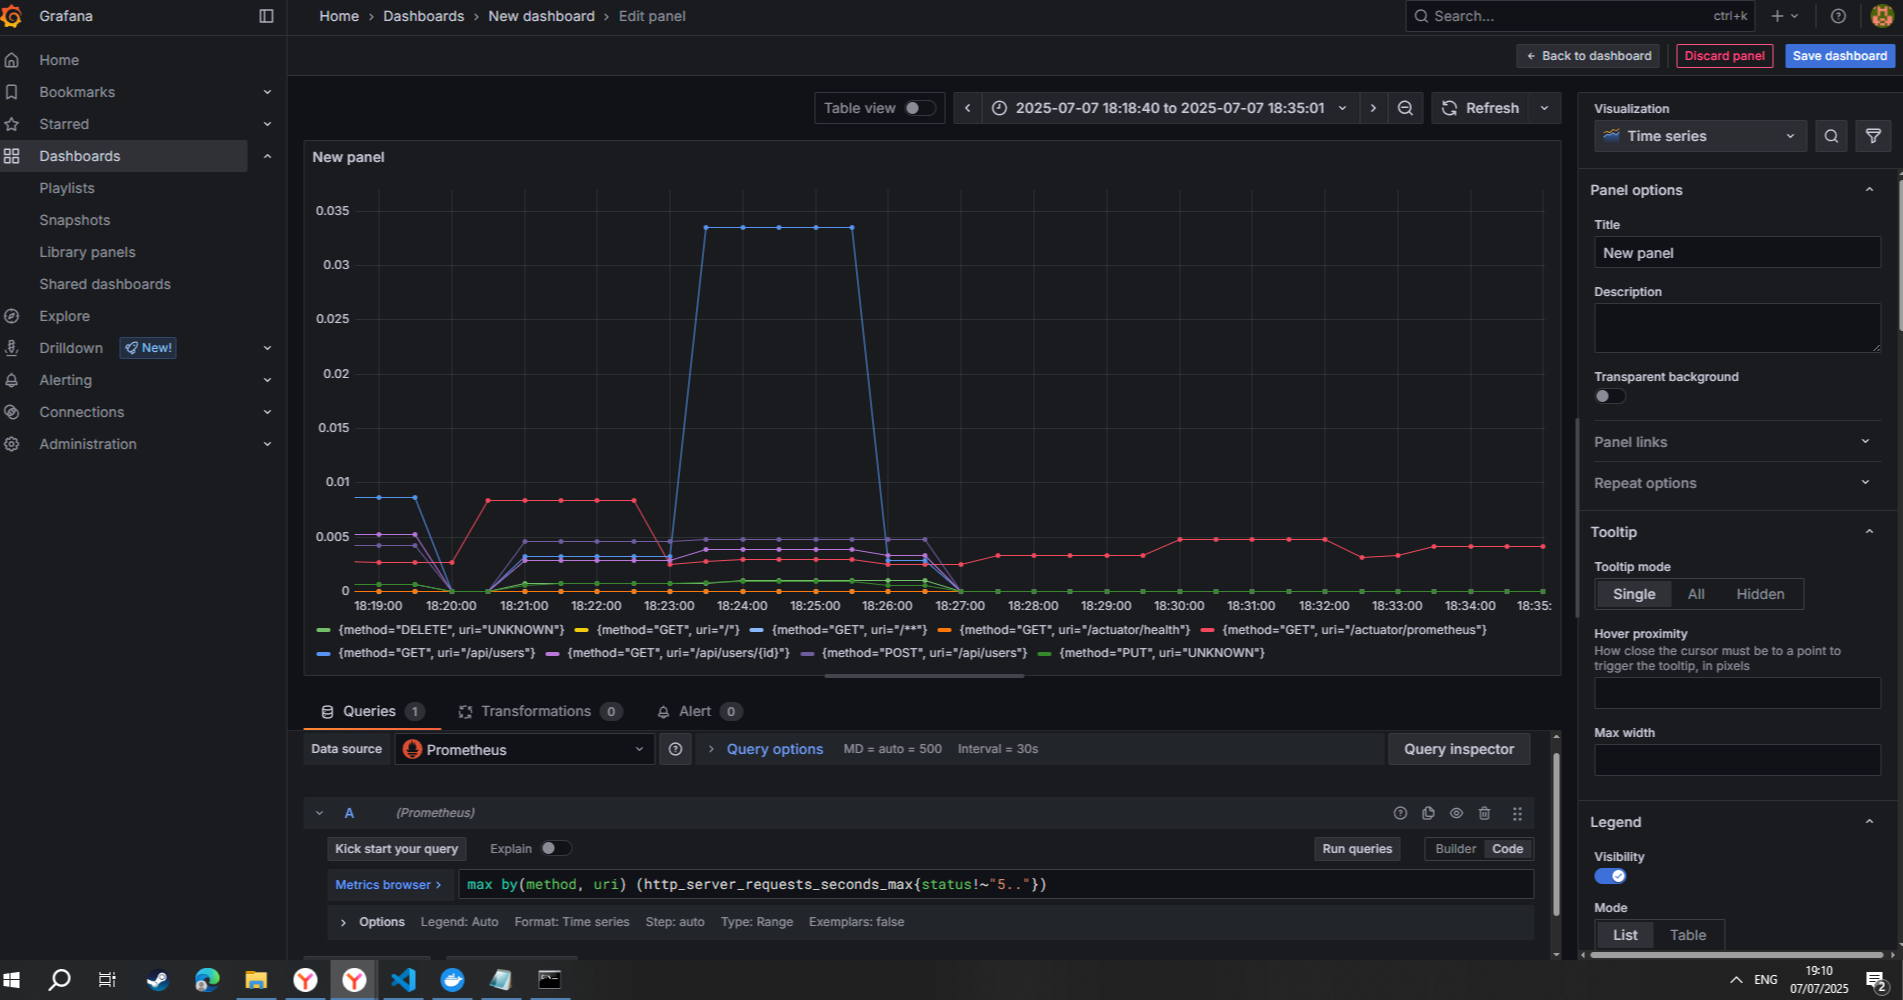 Grafana
Home › Dashboards › New dashboard › Edit panel
Search...
ctrl+k
Back to dashboard
Discard panel
Save dashboard
Home
Bookmarks
Starred
Dashboards
Playlists
Snapshots
Library panels
Shared dashboards
Explore
Drilldown New!
Alerting
Connections
Administration
Table view
2025-07-07 18:18:40 to 2025-07-07 18:35:01
Refresh
New panel
0.035
0.03
0.025
0.02
0.015
0.01
0.005
0
18:19:00 18:20:00 18:21:00 18:22:00 18:23:00 18:24:00 18:25:00 18:26:00 18:27:00 18:28:00 18:29:00 18:30:00 18:31:00 18:32:00 18:33:00 18:34:00 18:35:
{method="DELETE", uri="UNKNOWN"} {method="GET", uri="/"} {method="GET", uri="/**"} {method="GET", uri="/actuator/health"} {method="GET", uri="/actuator/prometheus"}
{method="GET", uri="/api/users"} {method="GET", uri="/api/users/{id}"} {method="POST", uri="/api/users"} {method="PUT", uri="UNKNOWN"}
Queries 1 Transformations 0 Alert 0
Data source Prometheus Query options MD = auto = 500 Interval = 30s Query inspector
A (Prometheus)
Kick start your query Explain Run queries Builder Code
Metrics browser > max by(method, uri) (http_server_requests_seconds_max{status!~"5.."})
Options Legend: Auto Format: Time series Step: auto Type: Range Exemplars: false
Visualization
Time series
Panel options
Title
New panel
Description
Transparent background
Panel links
Repeat options
Tooltip
Tooltip mode
Single All Hidden
Hover proximity
How close the cursor must be to a point to
trigger the tooltip, in pixels
Max width
Legend
Visibility
Mode
List Table
ENG
19:10
07/07/2025
2